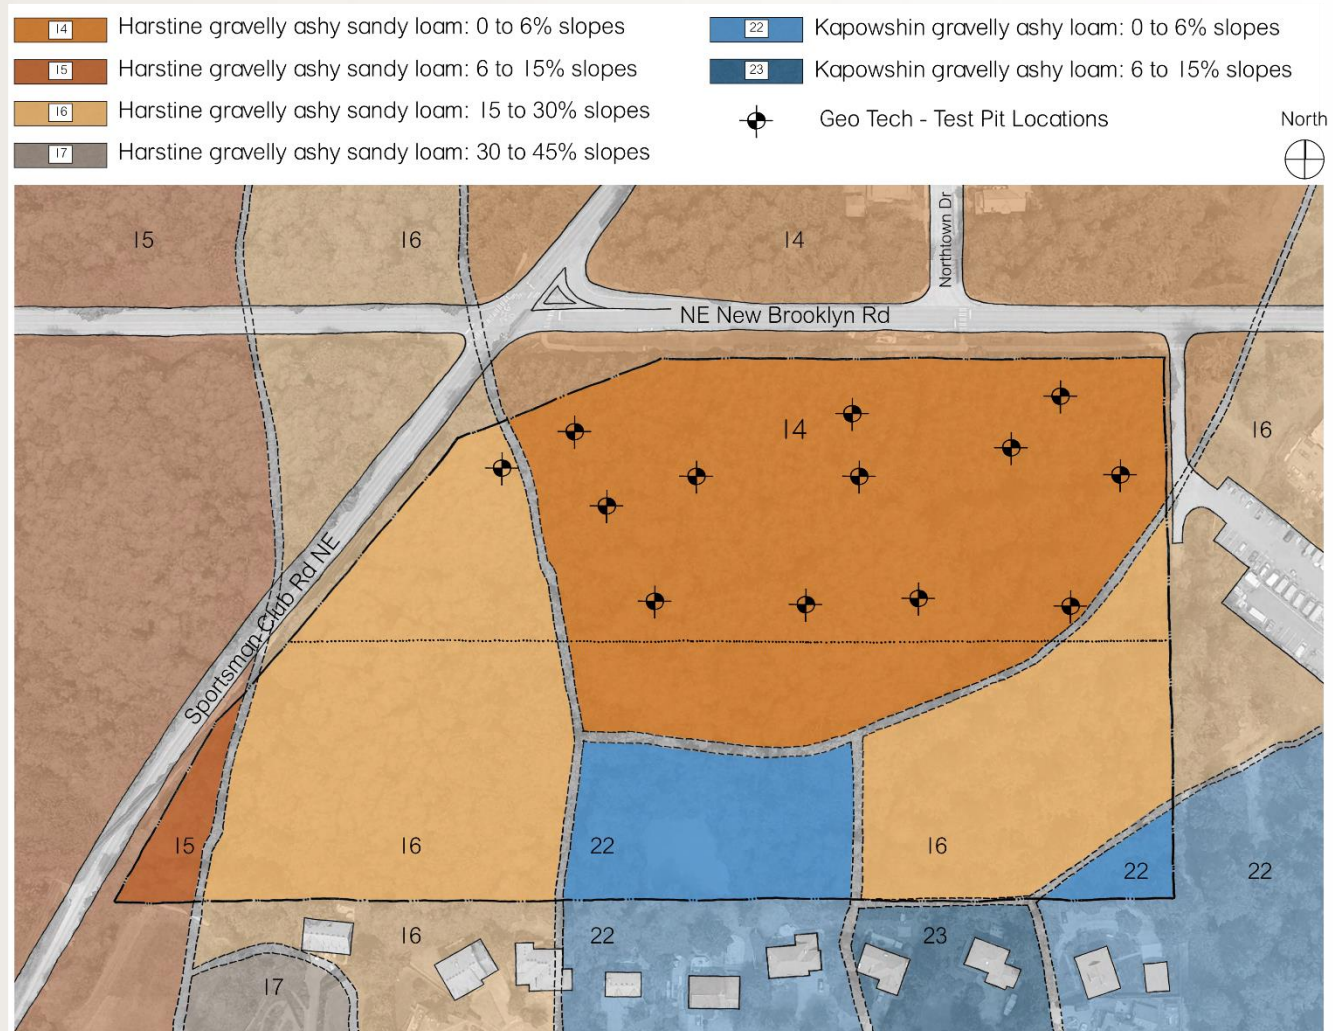 14 Harstine gravelly ashy sandy loam: 0 to 6% slopes
15 Harstine gravelly ashy sandy loam: 6 to 15% slopes
16 Harstine gravelly ashy sandy loam: 15 to 30% slopes
17 Harstine gravelly ashy sandy loam: 30 to 45% slopes
22 Kapowshin gravelly ashy loam: 0 to 6% slopes
23 Kapowshin gravelly ashy loam: 6 to 15% slopes
Geo Tech - Test Pit Locations
North
15
16
14
Northtown Dr
NE New Brooklyn Rd
14
16
Sportsman Club Rd NE
15
16
22
16
22
22
16
22
23
17